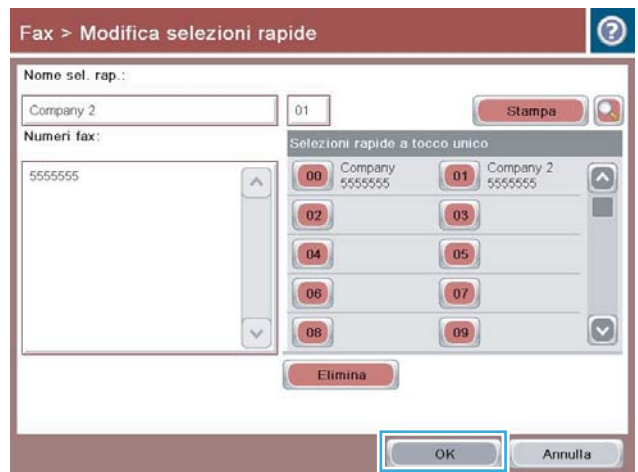 Fax > Modifica selezioni rapide
?
Nome sel. rap.:
Company 2
01
Stampa
Numeri fax:
5555555
Selezioni rapide a tocco unico
00 Company 5555555
01 Company 2 5555555
02
03
04
05
06
07
08
09
Elimina
OK
Annulla